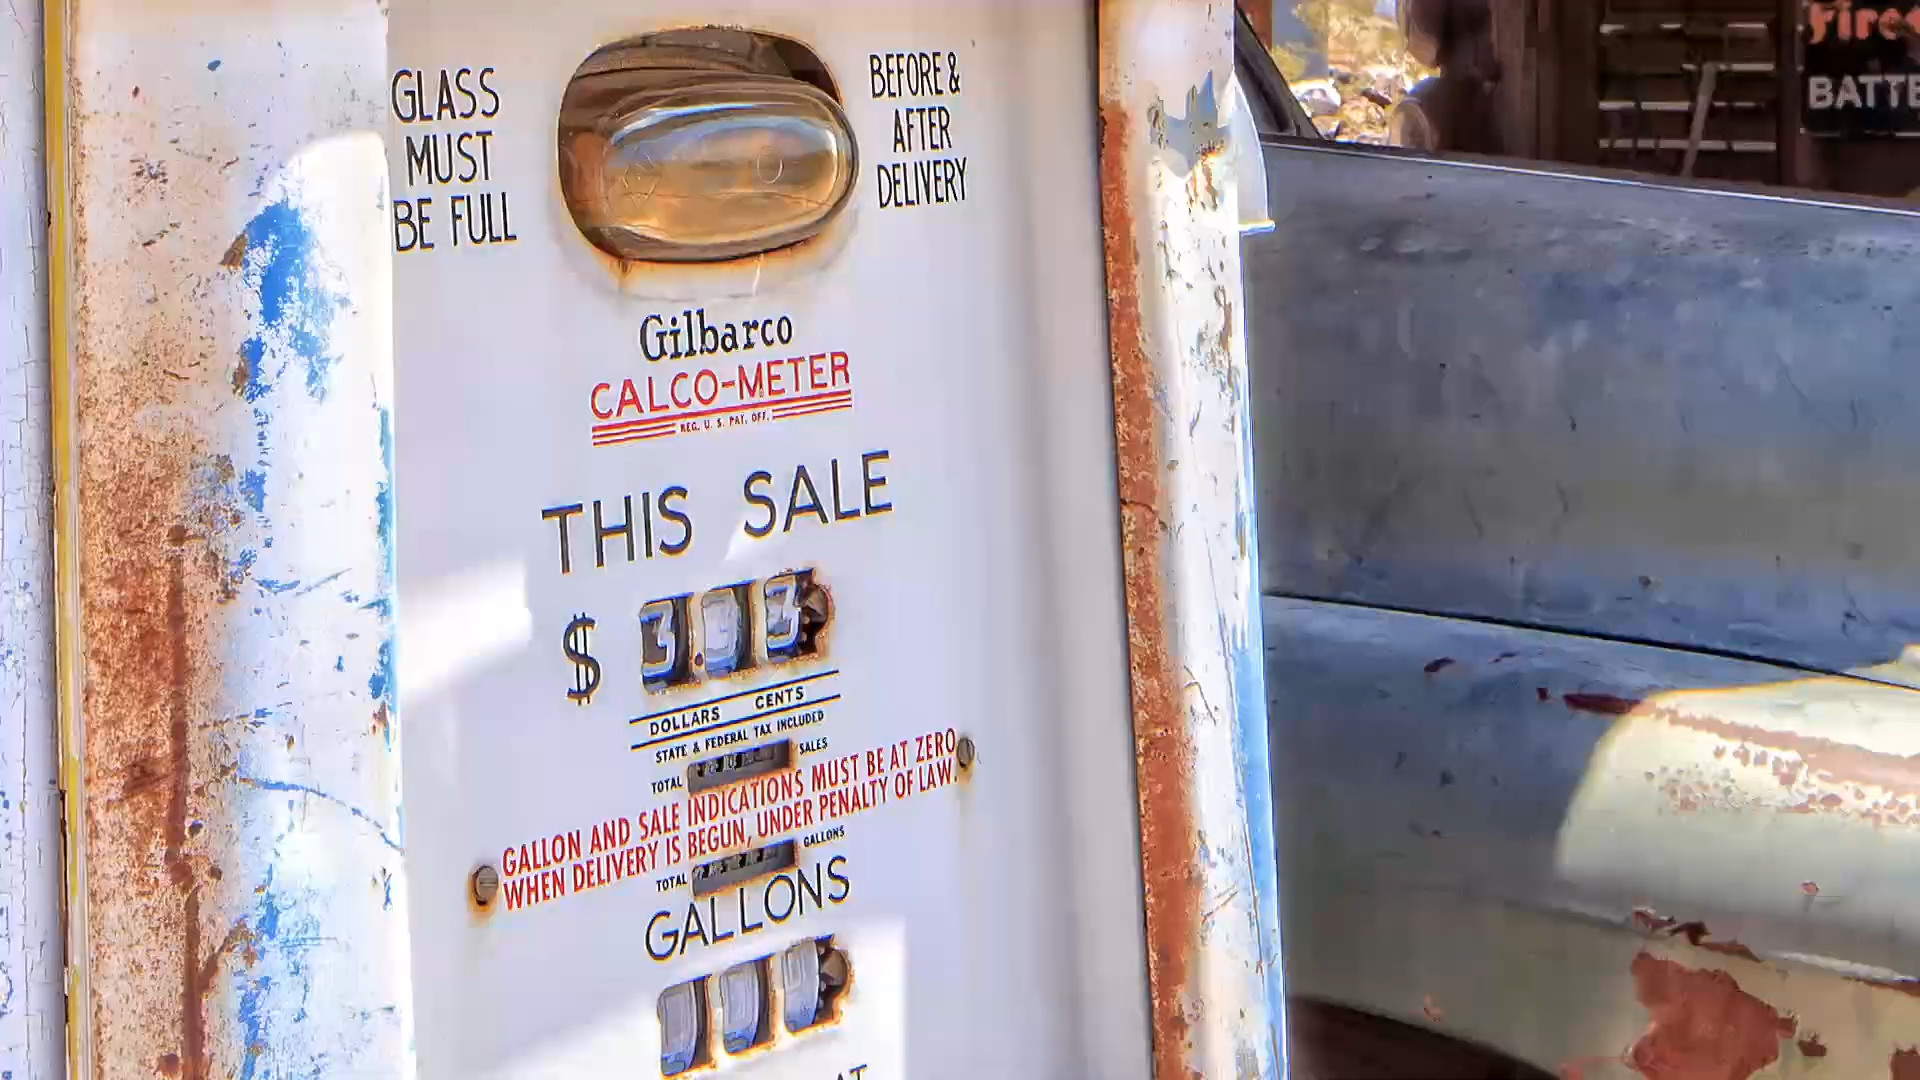 GLASS
MUST
BE FULL
BEFORE &
AFTER
DELIVERY
Gilbarco
CALCO-METER
REG. U. S. PAT. OFF.
THIS SALE
$ 3
DOLLARS CENTS
STATE & FEDERAL TAX INCLUDED
TOTAL SALES
GALLON AND SALE INDICATIONS MUST BE AT ZERO
WHEN DELIVERY IS BEGUN, UNDER PENALTY OF LAW.
TOTAL GALLONS
GALLONS
AT